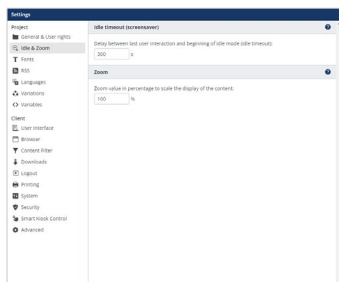 Settings
Project
General & User rights
Idle & Zoom
Fonts
RSS
Languages
Variations
Variables
Client
User Interface
Browser
Content Filter
Downloads
Logout
Printing
System
Security
Smart Kiosk Control
Advanced
Idle timeout (screensaver)
Delay between last user interaction and beginning of idle mode (idle timeout):
300 s
Zoom
Zoom value in percentage to scale the display of the content:
100 %